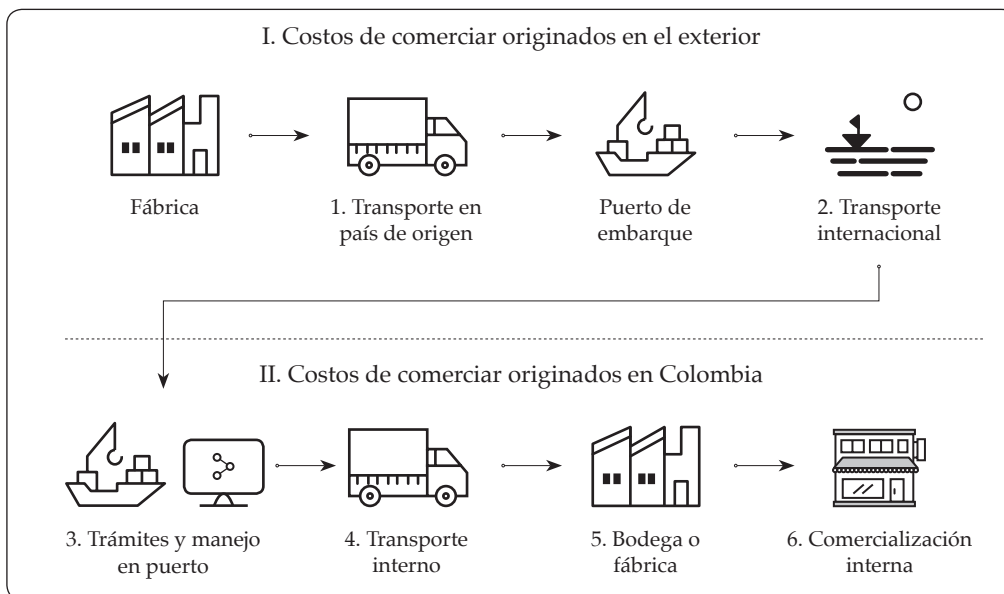 I. Costos de comerciar originados en el exterior
Fábrica
1. Transporte en
país de origen
Puerto de
embarque
2. Transporte
internacional
II. Costos de comerciar originados en Colombia
3. Trámites y manejo
en puerto
4. Transporte
interno
5. Bodega o
fábrica
6. Comercialización
interna